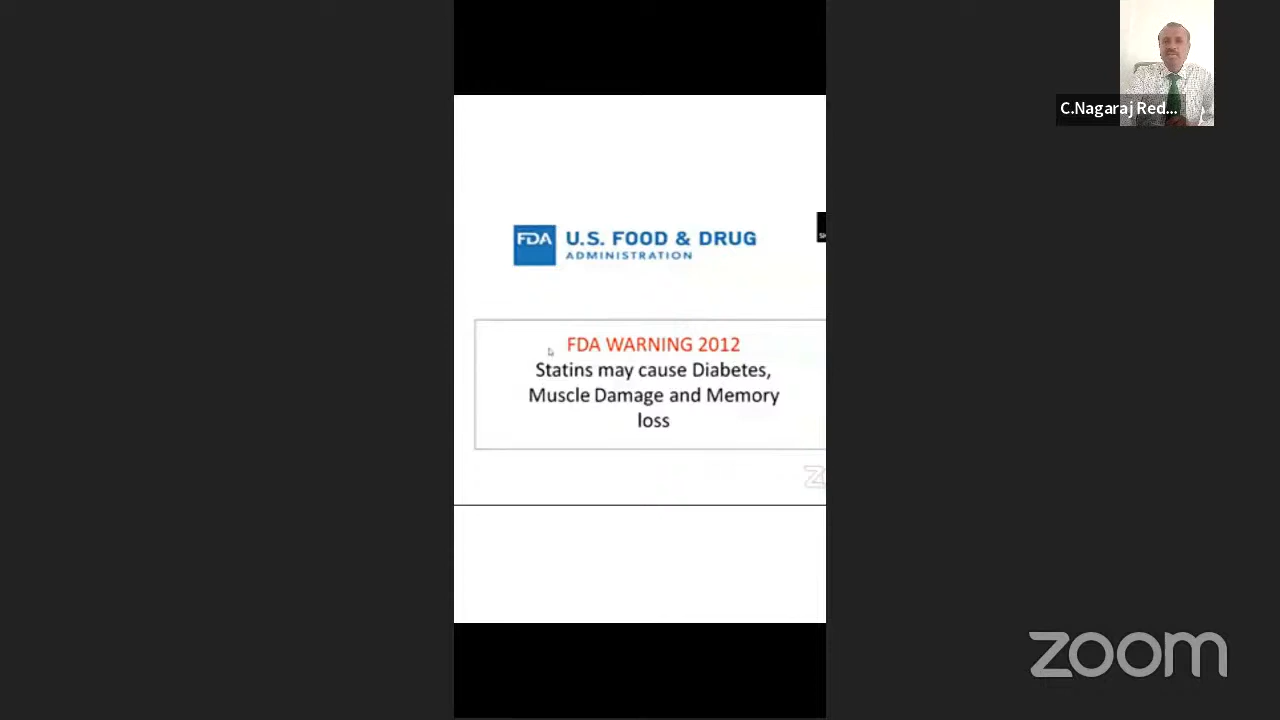 C.Nagaraj Red...
FDA
U.S. FOOD & DRUG
ADMINISTRATION
FDA WARNING 2012
Statins may cause Diabetes,
Muscle Damage and Memory
loss
zoom